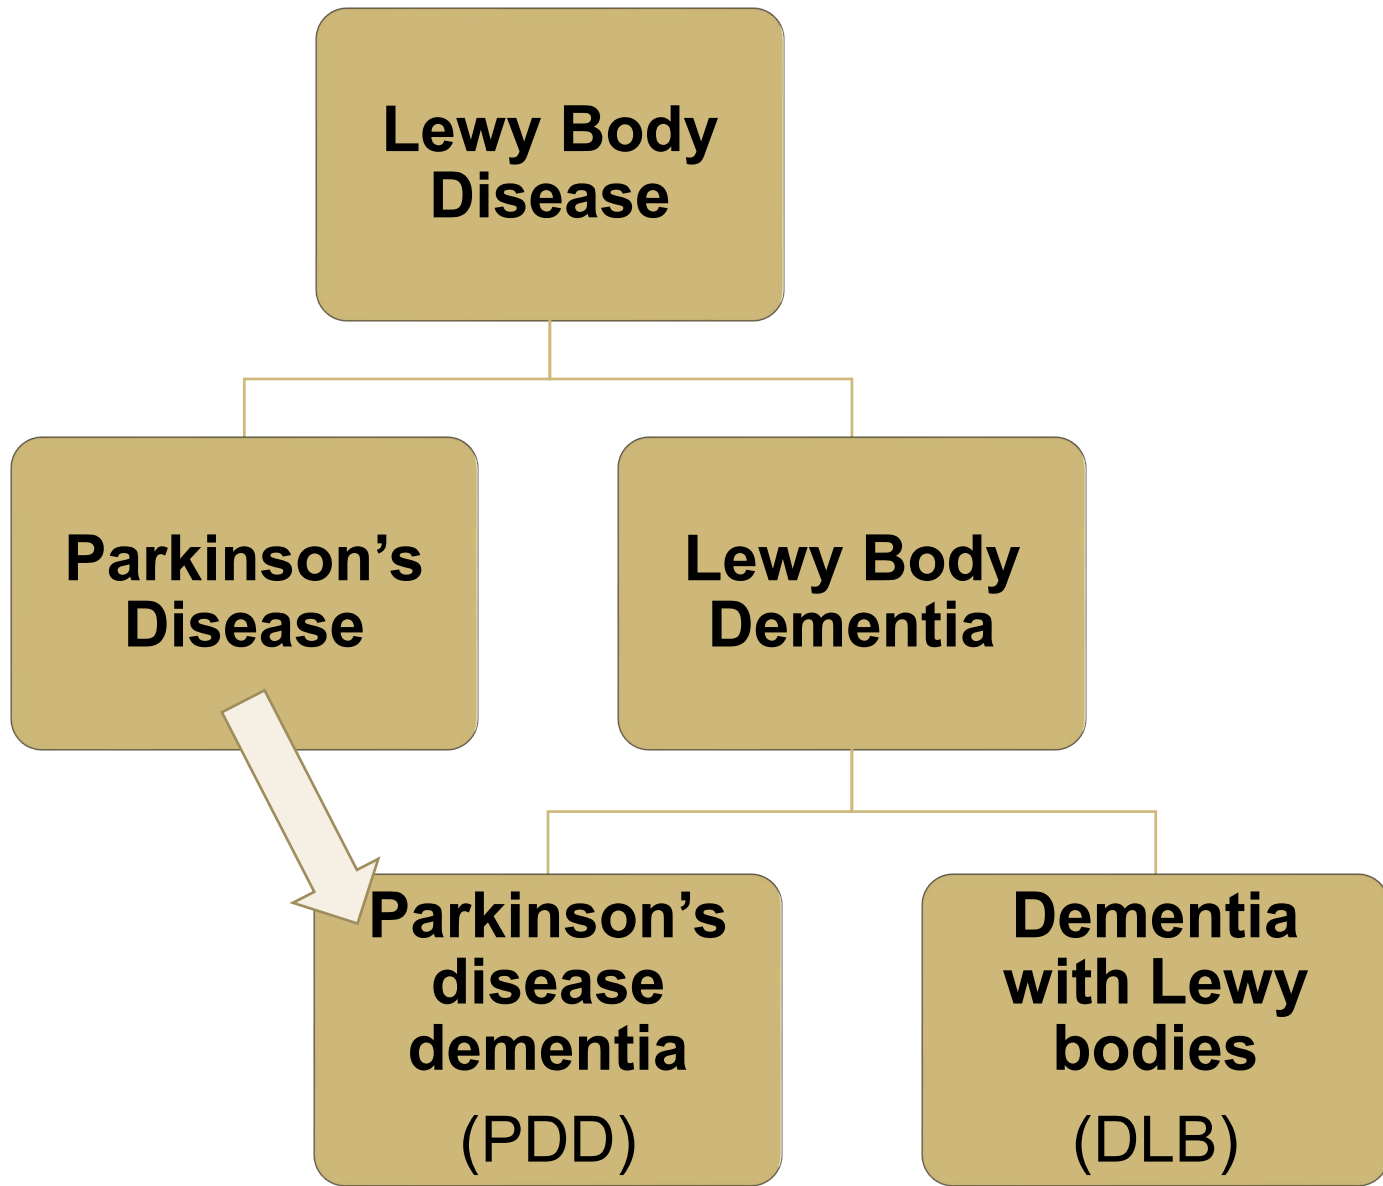 Lewy Body
Disease
Parkinson’s
Disease
Lewy Body
Dementia
Parkinson’s
disease
dementia
(PDD)
Dementia
with Lewy
bodies
(DLB)